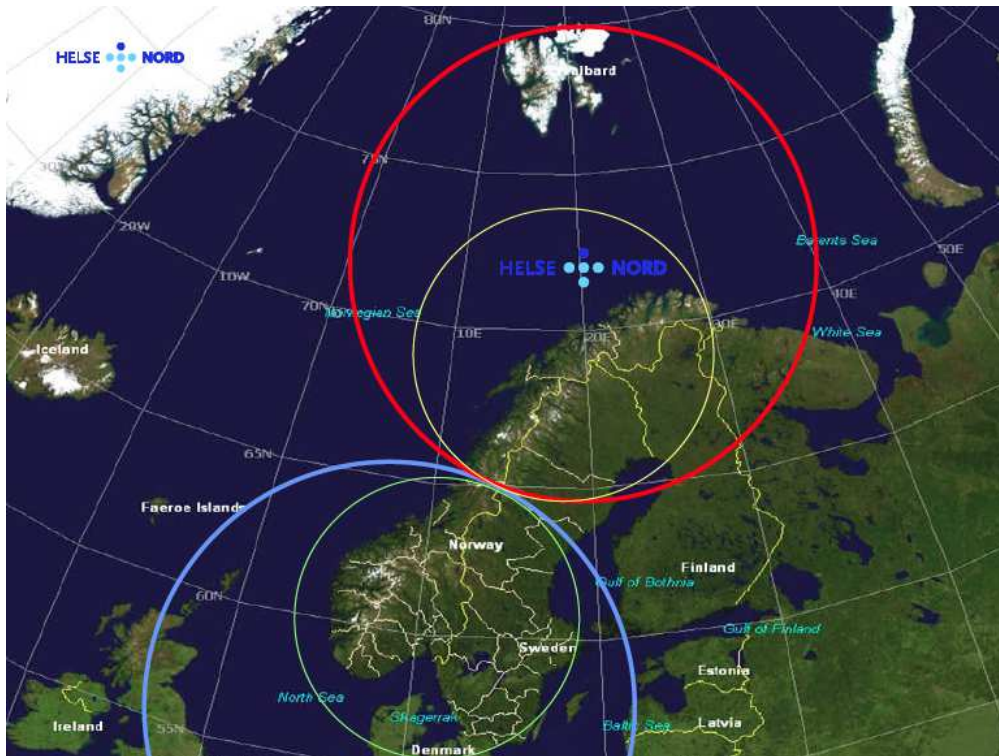 80N
HELSE NORD
Svalbard
75N
20W
Barents Sea
50E
10W
HELSE NORD
40E
70N
Norwegian Sea
10E
30E
White Sea
20E
Iceland
65N
Faeroe Islands
Norway
Finland
Gulf of Bothnia
60N
Gulf of Finland
Sweden
Estonia
North Sea
Skagerrak
Baltic Sea
Latvia
Ireland
55N
Denmark